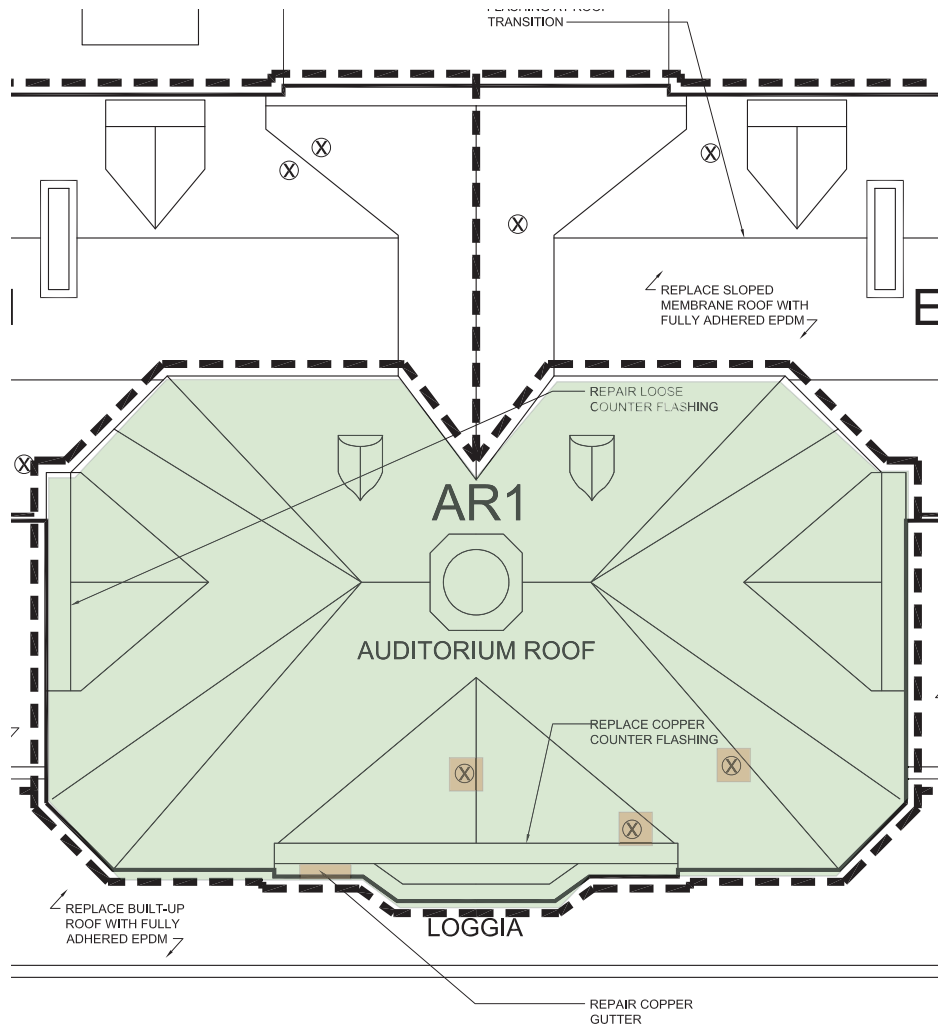 TRANSITION
X
X
X
X
REPLACE SLOPED
MEMBRANE ROOF WITH
FULLY ADHERED EPDM
E
REPAIR LOOSE
COUNTER FLASHING
X
AR1
AUDITORIUM ROOF
REPLACE COPPER
COUNTER FLASHING
X
X
X
REPLACE BUILT-UP
ROOF WITH FULLY
ADHERED EPDM
LOGGIA
REPAIR COPPER
GUTTER